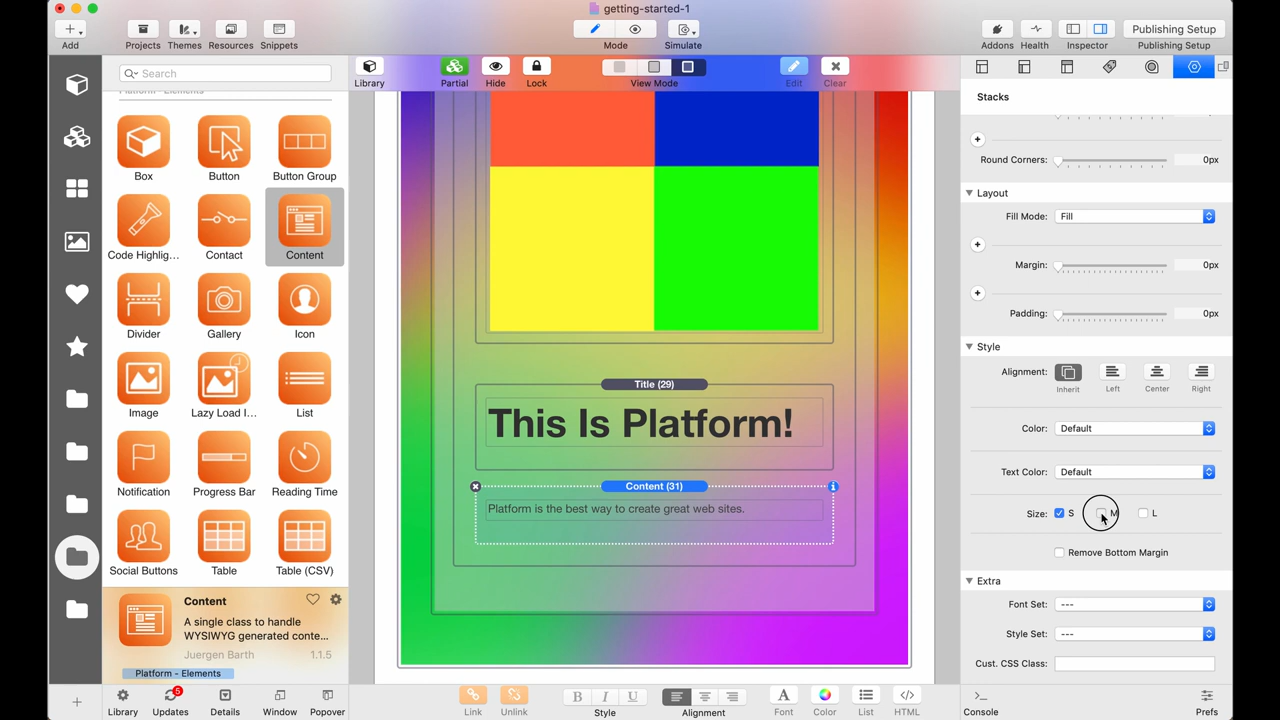 getting-started-1
Add
Projects
Themes
Resources
Snippets
Mode
Simulate
Addons
Health
Inspector
Publishing Setup
Publishing Setup
Search
Library
Partial
Hide
Lock
View Mode
Edit
Clear
Stacks
Platform - Elements
Box
Button
Button Group
Code Highlig...
Contact
Content
Divider
Gallery
Icon
Image
Lazy Load I...
List
Notification
Progress Bar
Reading Time
Social Buttons
Table
Table (CSV)
Content
A single class to handle
WYSIWYG generated conte...
Juergen Barth
1.1.5
Platform - Elements
Title (29)
This Is Platform!
Content (31)
Platform is the best way to create great web sites.
Round Corners:
0px
Layout
Fill Mode:
Fill
Margin:
0px
Padding:
0px
Style
Alignment:
Inherit
Left
Center
Right
Color:
Default
Text Color:
Default
Size:
S
M
L
Remove Bottom Margin
Extra
Font Set:
---
Style Set:
---
Cust. CSS Class:
Library
5
Updates
Details
Window
Popover
Link
Unlink
B I U
Style
Alignment
A
Font
Color
List
HTML
Console
Prefs